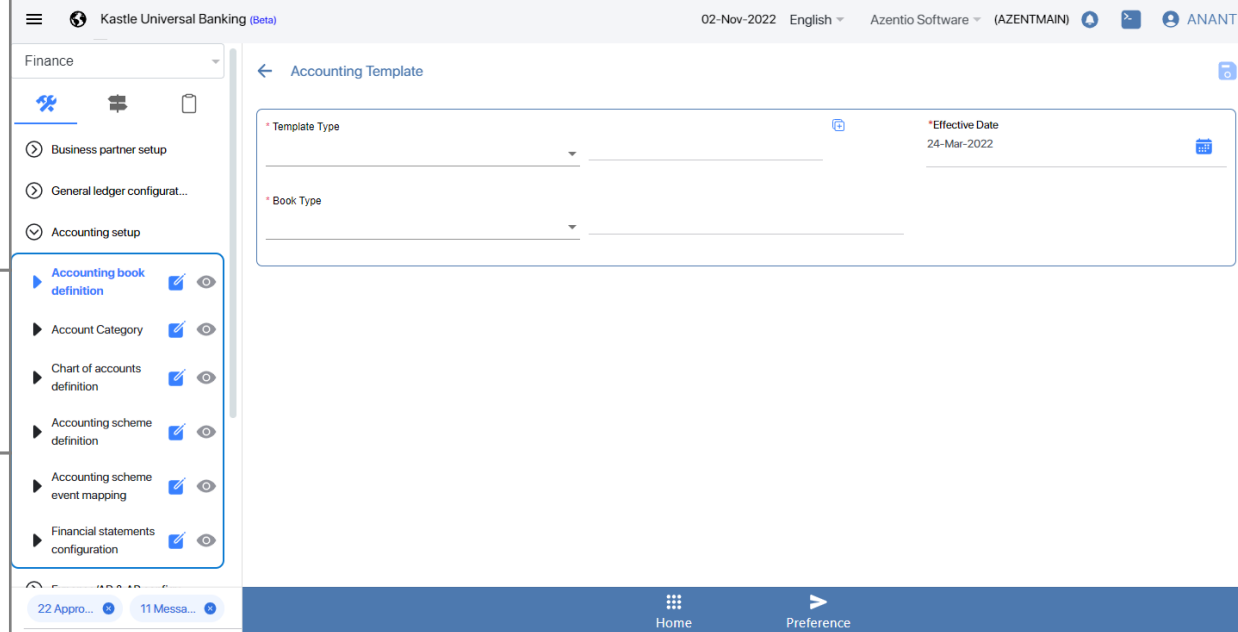 Kastle Universal Banking (Beta)
02-Nov-2022 English Azentio Software (AZENTMAIN) ANANT
Finance
Accounting Template
* Template Type
*Effective Date
24-Mar-2022
Business partner setup
General ledger configurat...
* Book Type
Accounting setup
Accounting book
definition
Account Category
Chart of accounts
definition
Accounting scheme
definition
Accounting scheme
event mapping
Financial statements
configuration
22 Appro...
11 Messa...
Home
Preference